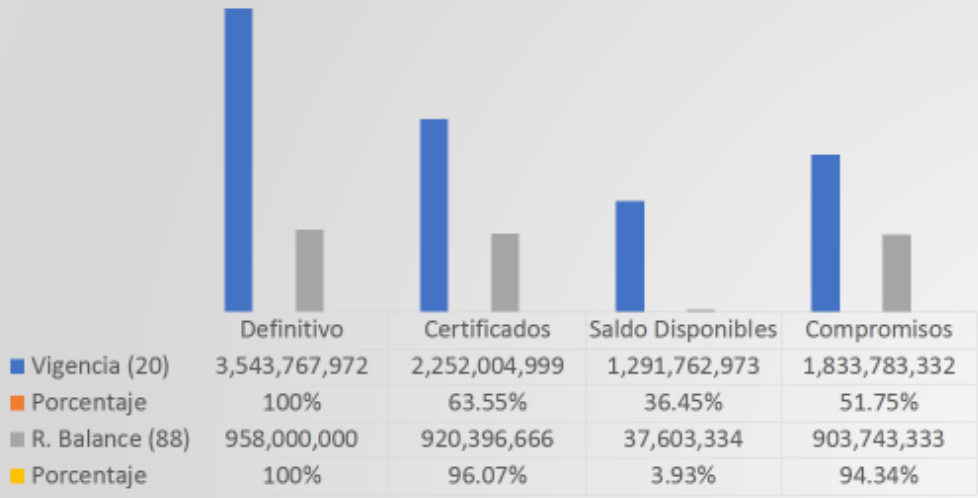 Definitivo Certificados Saldo Disponibles Compromisos
Vigencia (20) 3,543,767,972 2,252,004,999 1,291,762,973 1,833,783,332
Porcentaje 100% 63.55% 36.45% 51.75%
R. Balance (88) 958,000,000 920,396,666 37,603,334 903,743,333
Porcentaje 100% 96.07% 3.93% 94.34%